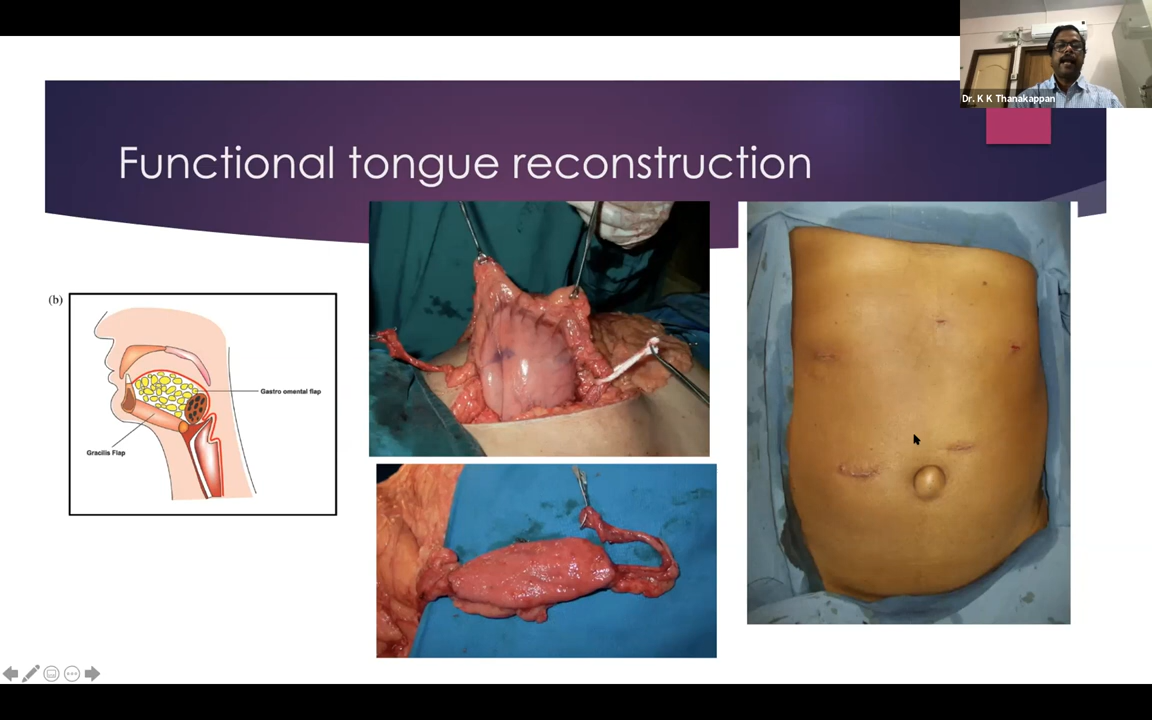 Dr. K K Thanakappan
Functional tongue reconstruction
(b)
Gastro omental flap
Gracilis Flap